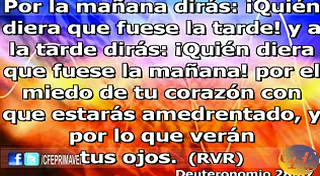 Por la mañana dirás: ¡Quién
diera que fuese la tarde! y a
la tarde dirás: ¡Quién diera
que fuese la mañana! por el
miedo de tu corazón con
que estarás amedrentado, y
por lo que verán
tus ojos. (RVR)
/CFEPRIMAVE
Deuteronomio